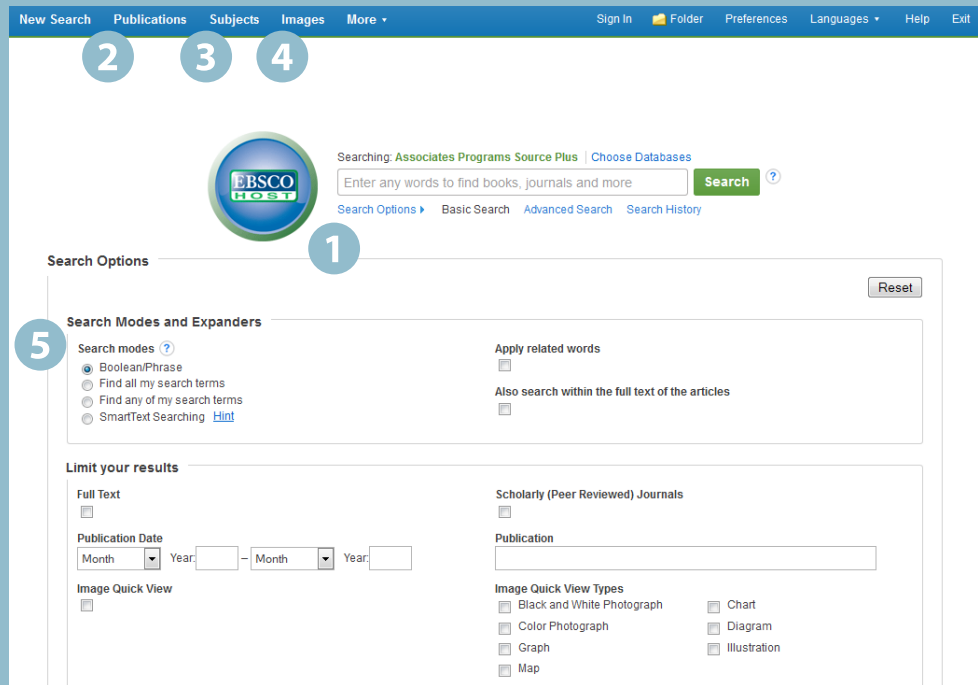 New Search Publications Subjects Images More Sign In Folder Preferences Languages Help Exit
2 3 4
Searching: Associates Programs Source Plus | Choose Databases
EBSCO
HOST
Enter any words to find books, journals and more Search ?
Search Options Basic Search Advanced Search Search History
1
Search Options
Reset
Search Modes and Expanders
5
Search modes ? Apply related words
Boolean/Phrase
Find all my search terms Also search within the full text of the articles
Find any of my search terms
SmartText Searching Hint
Limit your results
Full Text Scholarly (Peer Reviewed) Journals
Publication Date Publication
Month Year: – Month Year:
Image Quick View Image Quick View Types
Black and White Photograph Chart
Color Photograph Diagram
Graph Illustration
Map